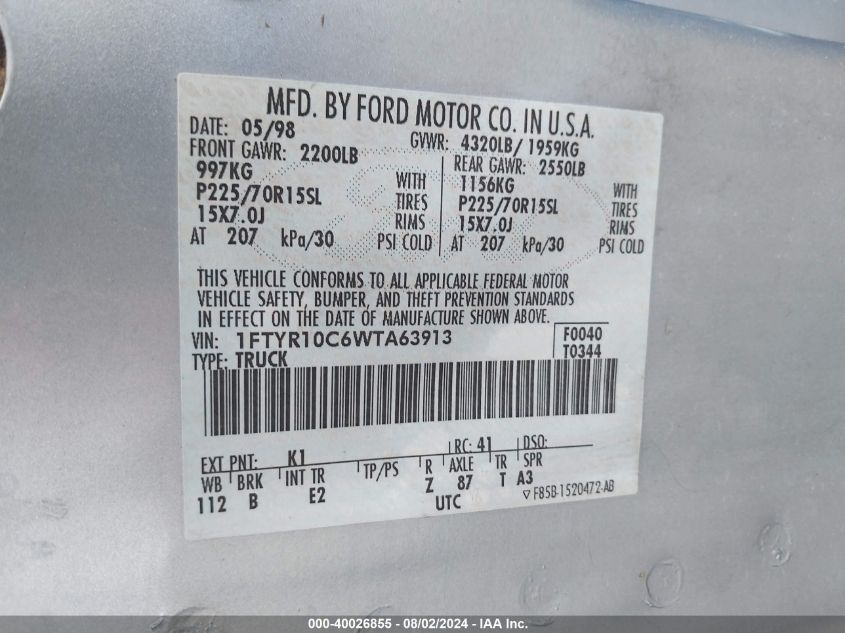 MFD. BY FORD MOTOR CO. IN U.S.A.
DATE: 05/98 GVWR: 4320LB/ 1959KG
FRONT GAWR: 2200LB REAR GAWR: 2550LB
997KG WITH 1156KG WITH
P225/70R15SL TIRES P225/70R15SL TIRES
15X7.0J RIMS 15X7.0J RIMS
AT 207 kPa/30 PSI COLD AT 207 kPa/30 PSI COLD
THIS VEHICLE CONFORMS TO ALL APPLICABLE FEDERAL MOTOR
VEHICLE SAFETY, BUMPER, AND THEFT PREVENTION STANDARDS
IN EFFECT ON THE DATE OF MANUFACTURE SHOWN ABOVE.
VIN: 1FTYR10C6WTA63913 F0040
TYPE: TRUCK T0344
EXT PNT: K1 RC: 41 DSO:
WB BRK INT TR TP/PS R AXLE TR SPR
112 B E2 Z 87 T A3
UTC ▽ F85B-1520472-AB
000-40026855 - 08/02/2024 - IAA Inc.